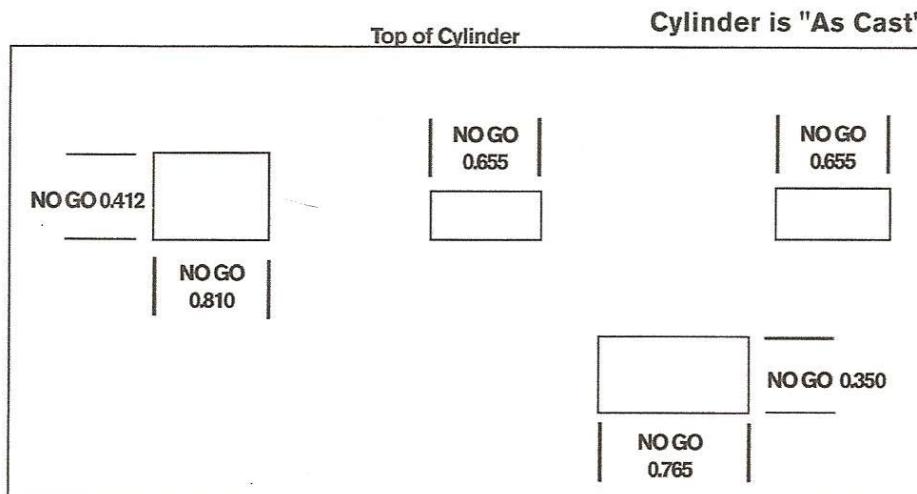 Cylinder is "As Cast"
Top of Cylinder
NO GO
0.655
NO GO
0.655
NO GO 0.412
NO GO
0.810
NO GO 0.350
NO GO
0.765